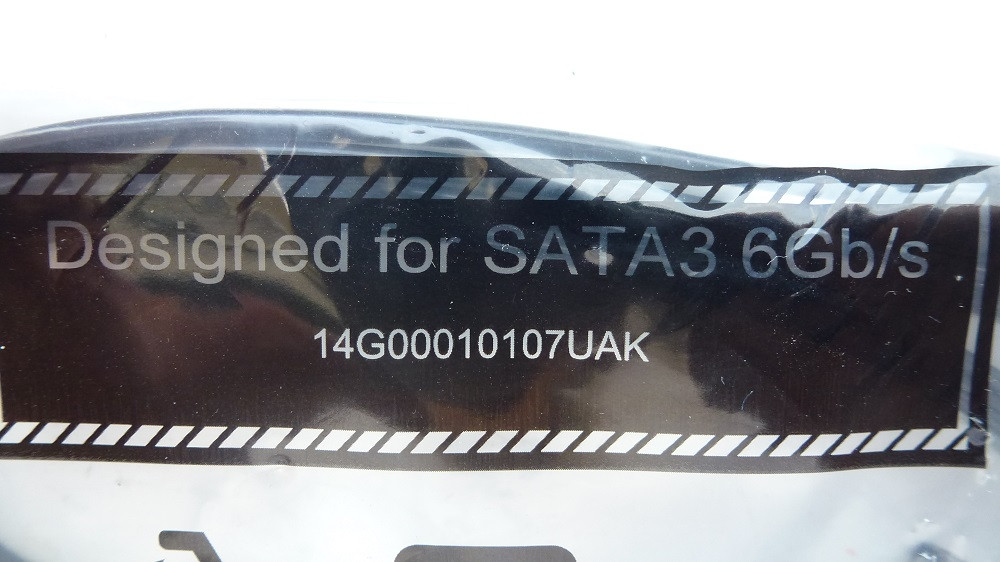 Designed for SATA3 6Gb/s
14G00010107UAK